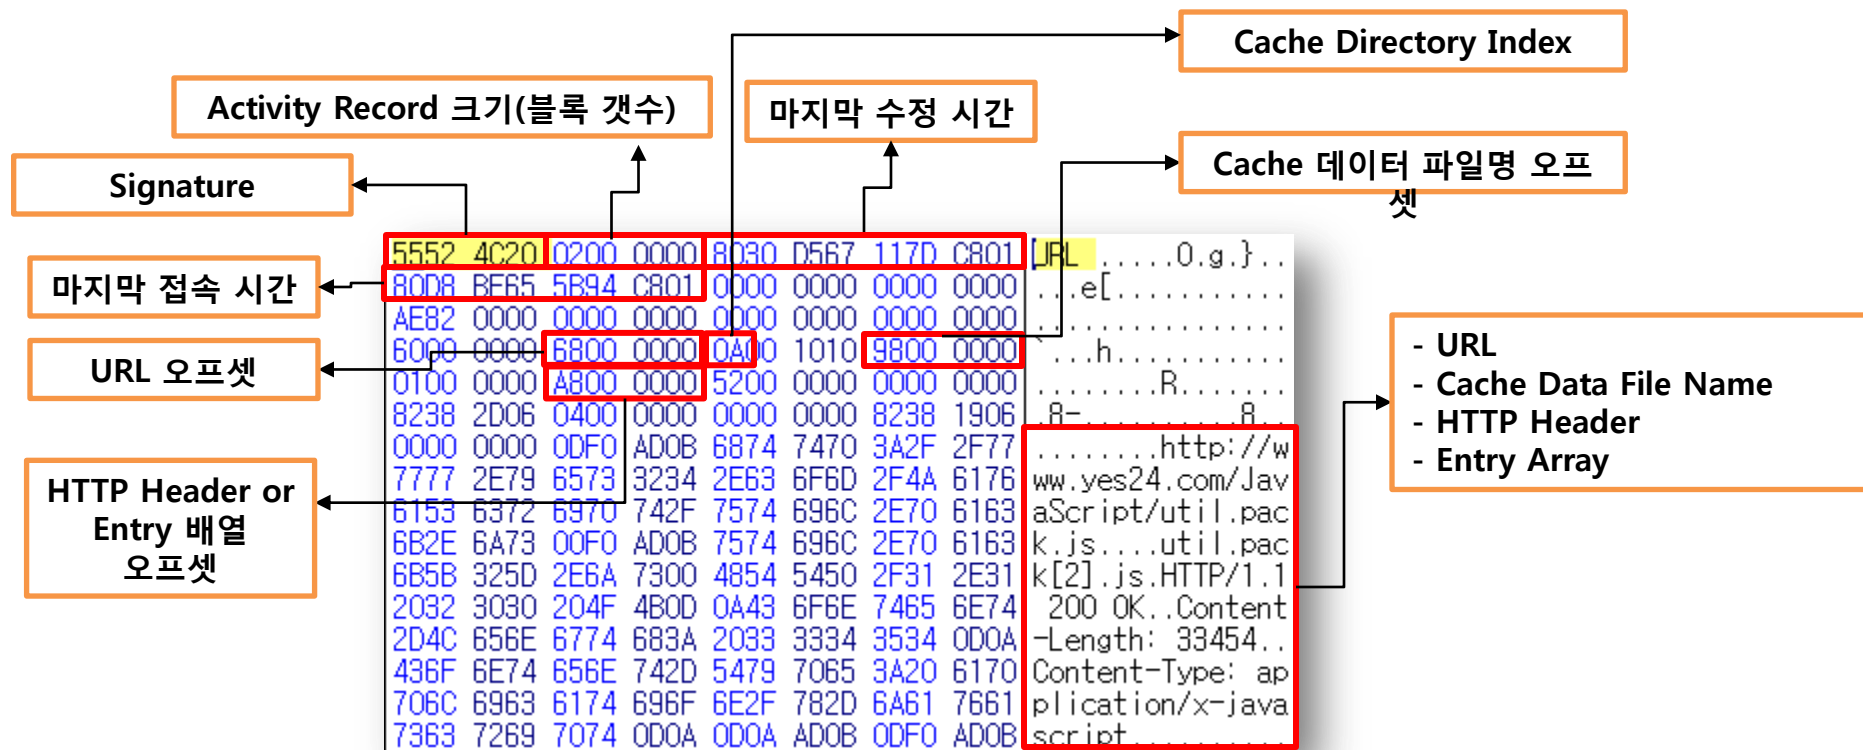 Cache Directory Index
Activity Record 크기(블록 갯수)
마지막 수정 시간
Cache 데이터 파일명 오프
셋
Signature
마지막 접속 시간
URL 오프셋
HTTP Header or
Entry 배열
오프셋
5552 4C20 0200 0000 8030 D567 117D C801 URL .....0.g.}..
80D8 BF65 5B94 C801 0000 0000 0000 0000 ...e[...........
AE82 0000 0000 0000 0000 0000 0000 0000 ................
6000 0000 6800 0000 0A00 1010 9800 0000 `...h...........
0100 0000 A800 0000 5200 0000 0000 0000 ........R.......
8238 2D06 0400 0000 0000 0000 8238 1906 .8-..........8..
0000 0000 0DF0 AD0B 6874 7470 3A2F 2F77 ........http://w
7777 2E79 6573 3234 2E63 6F6D 2F4A 6176 ww.yes24.com/Jav
6153 6372 6970 742F 7574 696C 2E70 6163 aScript/util.pac
6B2E 6A73 00F0 AD0B 7574 696C 2E70 6163 k.js....util.pac
6B5B 325D 2E6A 7300 4854 5450 2F31 2E31 k[2].js.HTTP/1.1
2032 3030 204F 4B0D 0A43 6F6E 7465 6E74  200 OK..Content
2D4C 656E 6774 683A 2033 3334 3534 0D0A -Length: 33454..
436F 6E74 656E 742D 5479 7065 3A20 6170 Content-Type: ap
706C 6963 6174 696F 6E2F 782D 6A61 7661 plication/x-java
7363 7269 7074 0D0A 0D0A AD0B 0DF0 AD0B script..........
- URL
- Cache Data File Name
- HTTP Header
- Entry Array